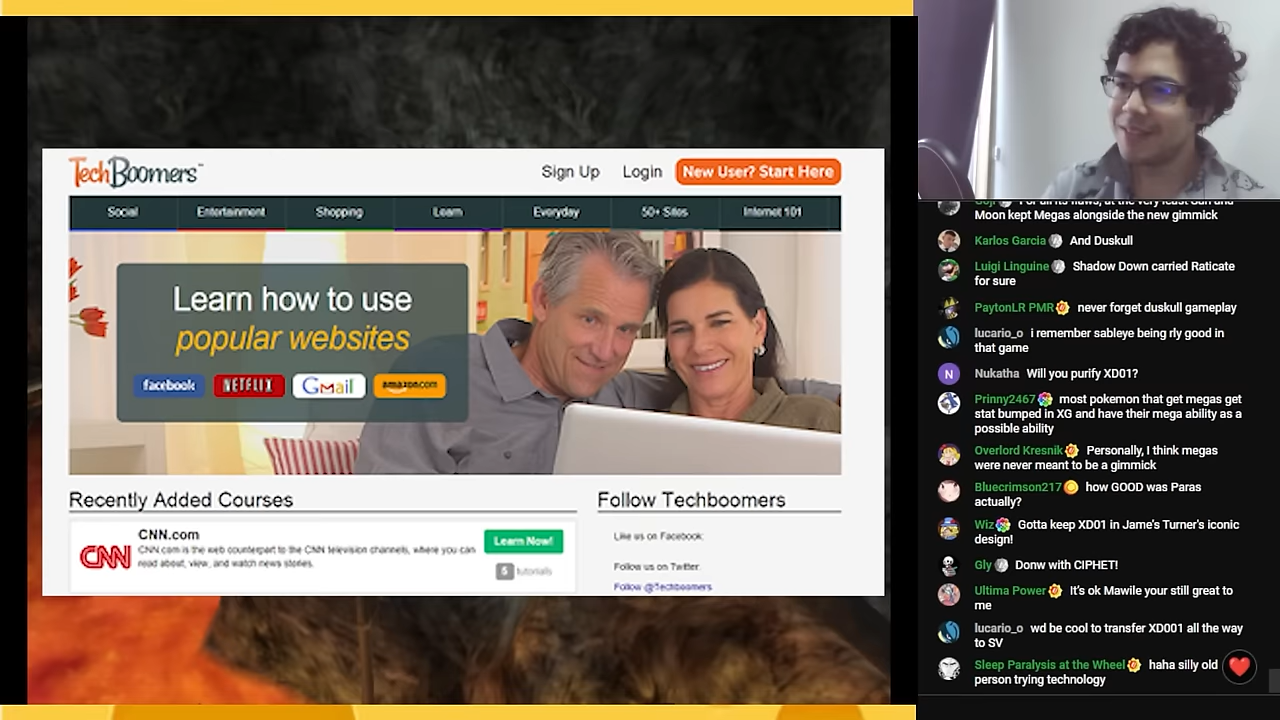 TechBoomers™
Sign Up
Login
New User? Start Here
Social
Entertainment
Shopping
Learn
Everyday
50+ Sites
Internet 101
Learn how to use
popular websites
facebook
NETFLIX
Gmail
amazon.com
Recently Added Courses
Follow Techboomers
CNN
CNN.com
CNN.com is the web counterpart to the CNN television channels, where you can
read about, view, and watch news stories.
Learn Now!
5 tutorials
Like us on Facebook:
Follow us on Twitter:
Follow @Techboomers
Moon kept Megas alongside the new gimmick
Karlos Garcia And Duskull
Luigi Linguine Shadow Down carried Raticate
for sure
PaytonLR PMR never forget duskull gameplay
lucario_o i remember sableye being rly good in
that game
N
Nukatha Will you purify XD01?
Prinny2467 most pokemon that get megas get
stat bumped in XG and have their mega ability as a
possible ability
Overlord Kresnik Personally, I think megas
were never meant to be a gimmick
Bluecrimson217 how GOOD was Paras
actually?
Wiz Gotta keep XD01 in Jame's Turner's iconic
design!
Gly Donw with CIPHET!
Ultima Power It's ok Mawile your still great to
me
lucario_o wd be cool to transfer XD001 all the way
to SV
Sleep Paralysis at the Wheel haha silly old
person trying technology